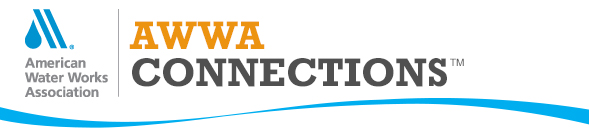 ®
American
Water Works
Association
AWWA
CONNECTIONS™